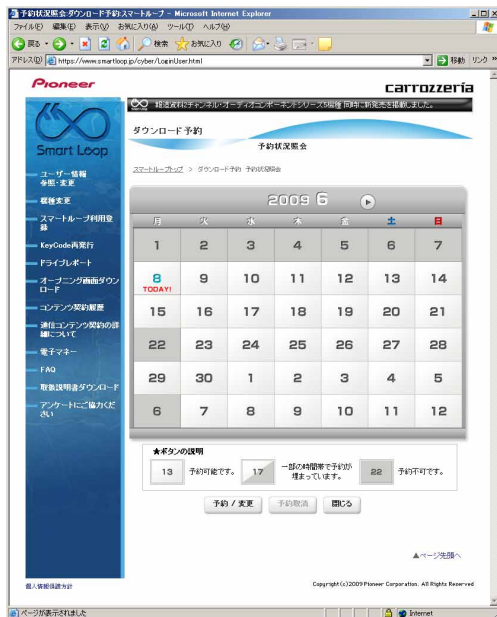 予約状況照会:ダウンロード予約:スマートループ - Microsoft Internet Explorer
ファイル(F) 編集(E) 表示(V) お気に入り(A) ツール(T) ヘルプ(H)
戻る 検索 お気に入り
アドレス(D) https://www.smartloop.jp/cyber/LoginUser.html 移動 リンク »
Pioneer carrozzeria
Smart Loop
ダウンロード予約
予約状況照会
スマートループトップ > ダウンロード予約 予約状況照会
ユーザー情報
参照・変更
機種変更
スマートループ利用登
録
KeyCode再発行
ドライブレポート
オープニング画面ダウン
ロード
コンテンツ契約履歴
通信コンテンツ契約の詳
細について
電子マネー
FAQ
取扱説明書ダウンロード
アンケートにご協力くだ
さい
2009 6
月 火 水 木 金 土 日
1 2 3 4 5 6 7
8 9 10 11 12 13 14
TODAY!
15 16 17 18 19 20 21
22 23 24 25 26 27 28
29 30 1 2 3 4 5
6 7 8 9 10 11 12
★ボタンの説明
13 予約可能です。 17 一部の時間帯で予約が
埋まっています。 22 予約不可です。
予約 / 変更 予約取消 閉じる
▲ページ先頭へ
個人情報保護方針 Copyright(c)2009 Pioneer Corporation. All Rights Reserved
ページが表示されました Internet